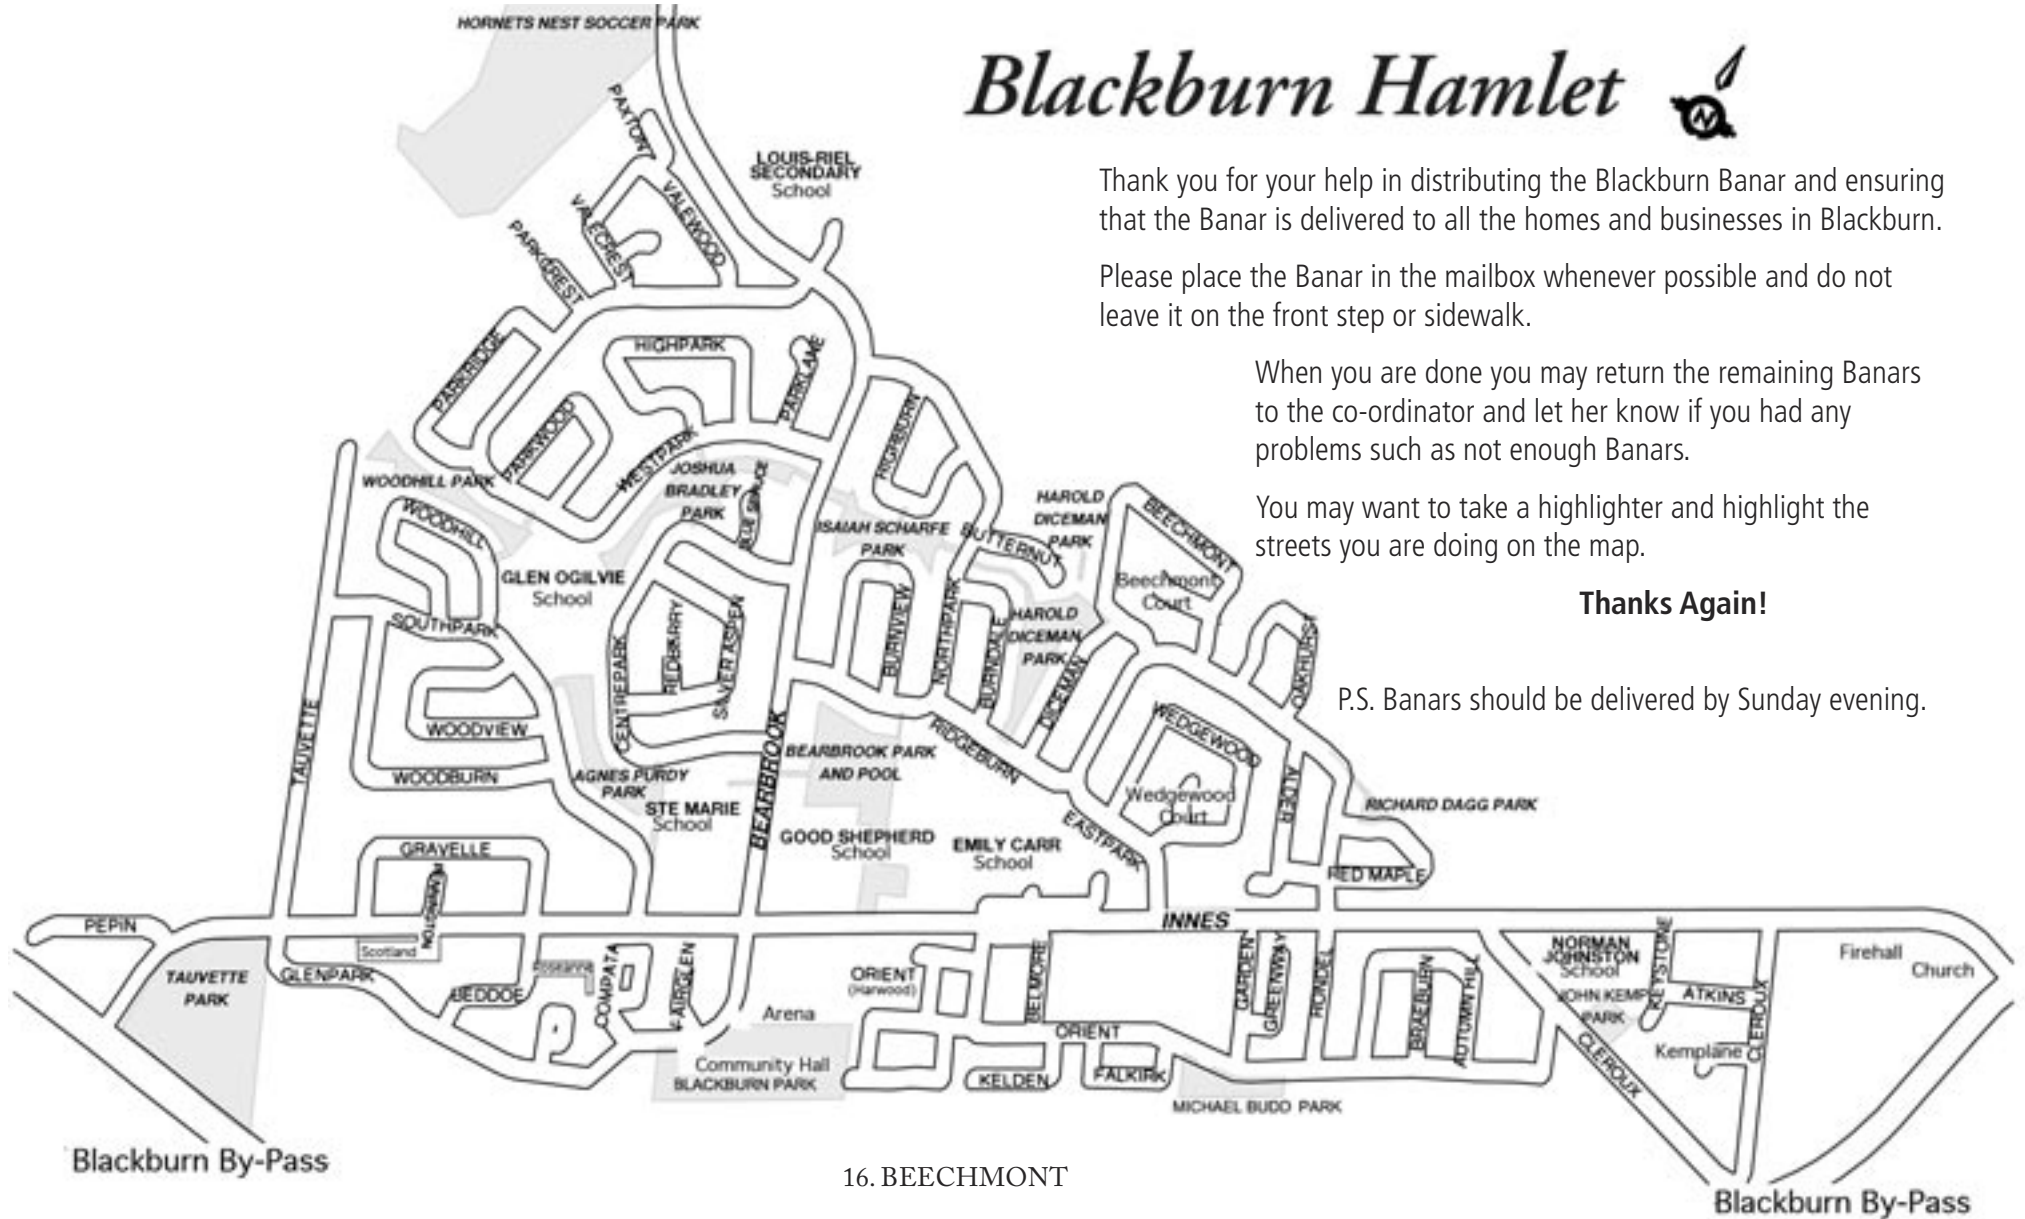 HORNETS NEST SOCCER PARK
Blackburn Hamlet
N
Thank you for your help in distributing the Blackburn Banar and ensuring
that the Banar is delivered to all the homes and businesses in Blackburn.
Please place the Banar in the mailbox whenever possible and do not
leave it on the front step or sidewalk.
When you are done you may return the remaining Banars
to the co-ordinator and let her know if you had any
problems such as not enough Banars.
You may want to take a highlighter and highlight the
streets you are doing on the map.
Thanks Again!
P.S. Banars should be delivered by Sunday evening.
PAXTON
LOUIS-RIEL
SECONDARY
School
VALEWOOD
VALECREST
PARKCREST
PARKRIDGE
HIGHPARK
PARKLANE
PARKWOOD
WESTPARK
HIGHBURN
WOODHILL PARK
JOSHUA
BRADLEY
PARK
BLUE SPRUCE
WOODHILL
ISAIAH SCHARFE
PARK
BUTTERNUT
HAROLD
DICEMAN
PARK
BEECHMONT
Beechmont
Court
GLEN OGILVIE
School
SOUTHPARK
CENTREPARK
REDBERRY
SILVER ASPEN
BURNVIEW
NORTHPARK
BURNDALE
HAROLD
DICEMAN
PARK
DICEMAN
OAKHURST
TAUVETTE
WOODVIEW
WOODBURN
AGNES PURDY
PARK
STE MARIE
School
BEARBROOK
BEARBROOK PARK
AND POOL
RIDGEBURN
WEDGEWOOD
Wedgewood
Court
ALDER
RICHARD DAGG PARK
GOOD SHEPHERD
School
EMILY CARR
School
EASTPARK
RED MAPLE
GRAVELLE
PENNINGTON
PEPIN
INNES
Scotland
TAUVETTE
PARK
GLENPARK
BEDDOE
Roseanne
COMPATA
FAIRGLEN
ORIENT
(Harwood)
Arena
BELMORE
ORIENT
GARDEN
GREENWAY
RONDEL
BRAEBURN
AUTUMN HILL
NORMAN
JOHNSTON
School
KEYSTONE
Firehall
Church
JOHN KEMP
PARK
ATKINS
CLEROUX
CLEROUX
Kemplane
Community Hall
BLACKBURN PARK
KELDEN
FALKIRK
MICHAEL BUDD PARK
Blackburn By-Pass
16. BEECHMONT
Blackburn By-Pass